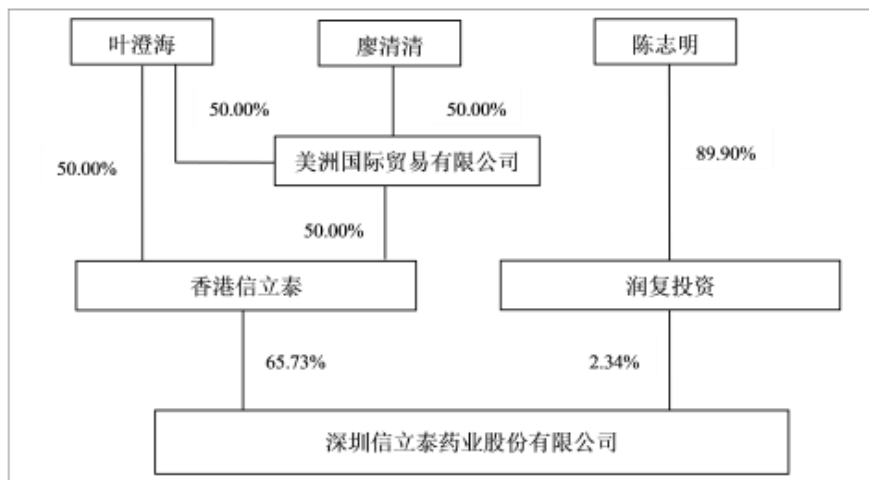 叶澄海
廖清清
陈志明
50.00%
50.00%
美洲国际贸易有限公司
89.90%
50.00%
50.00%
香港信立泰
润复投资
65.73%
2.34%
深圳信立泰药业股份有限公司